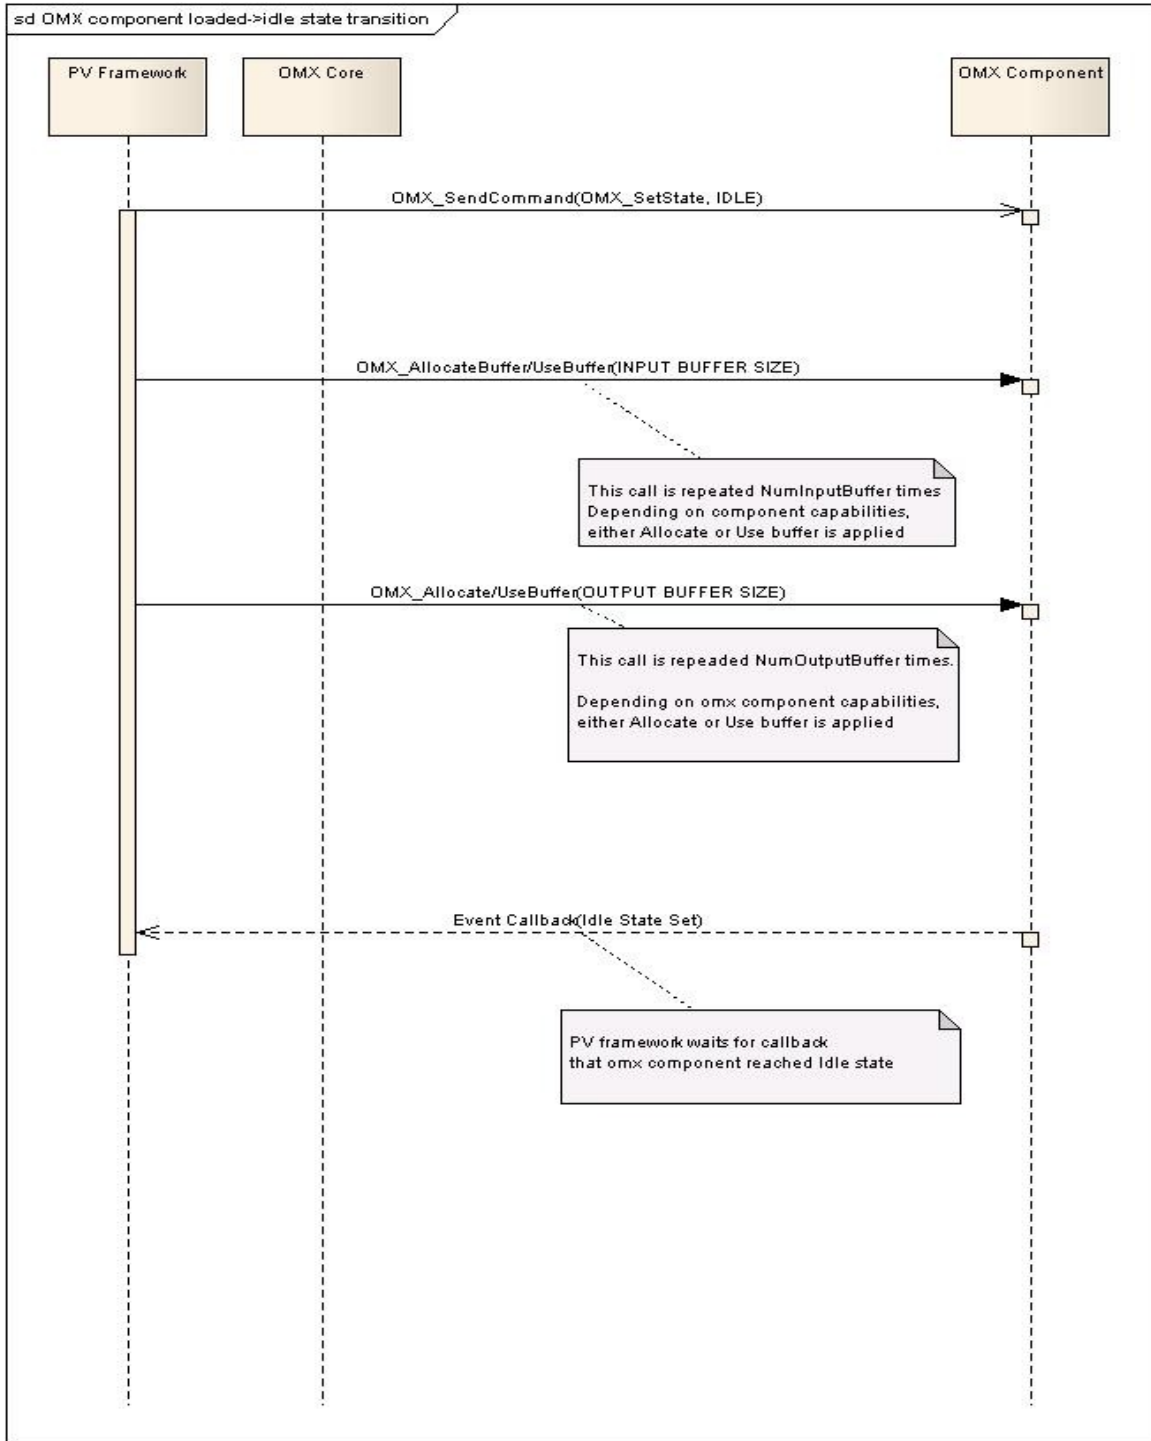 sd OMX component loaded->idle state transition
PV Framework
OMX Core
OMX Component
OMX_SendCommand(OMX_SetState, IDLE)
OMX_AllocateBuffer/UseBuffer(INPUT BUFFER SIZE)
This call is repeated NumInputBuffer times
Depending on component capabilities,
either Allocate or Use buffer is applied
OMX_Allocate/UseBuffer(OUTPUT BUFFER SIZE)
This call is repeaded NumOutputBuffer times.
Depending on omx component capabilities,
either Allocate or Use buffer is applied
Event Callback(Idle State Set)
PV framework waits for callback
that omx component reached Idle state